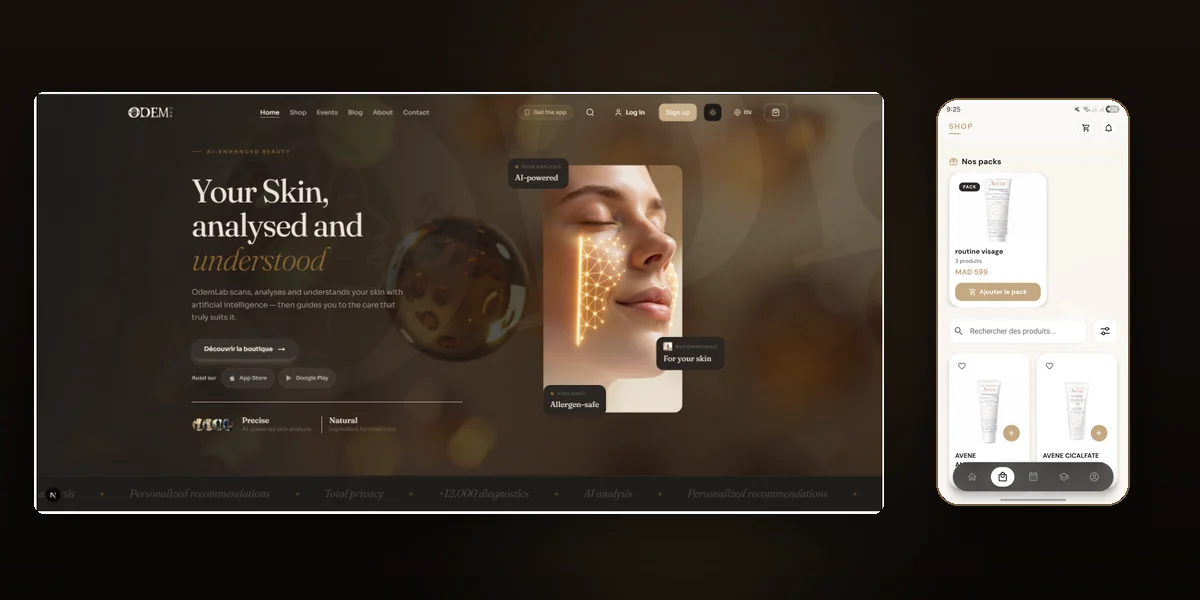 ODEM
Home Shop Events Blog About Contact
Get the app
Log in
Sign up
EN
AI-ENHANCED BEAUTY
Your Skin,
analysed and
understood
OdemLab scans, analyses and understands your skin with
artificial intelligence — then guides you to the care that
truly suits it.
Découvrir la boutique →
Aussi sur
App Store
Google Play
Precise
AI-powered skin analysis
Natural
Ingredient formulations
SKIN ANALYSIS
AI-powered
RECOMMENDED
For your skin
Allergen-safe
N
Personalized recommendations • Total privacy • +12,000 diagnostics • AI analysis • Personalized recommendations •
9:25
SHOP
Nos packs
PACK
Avène
routine visage
3 produits
MAD 599
Ajouter le pack
Rechercher des produits...
AVENE
AVENE CICALFATE